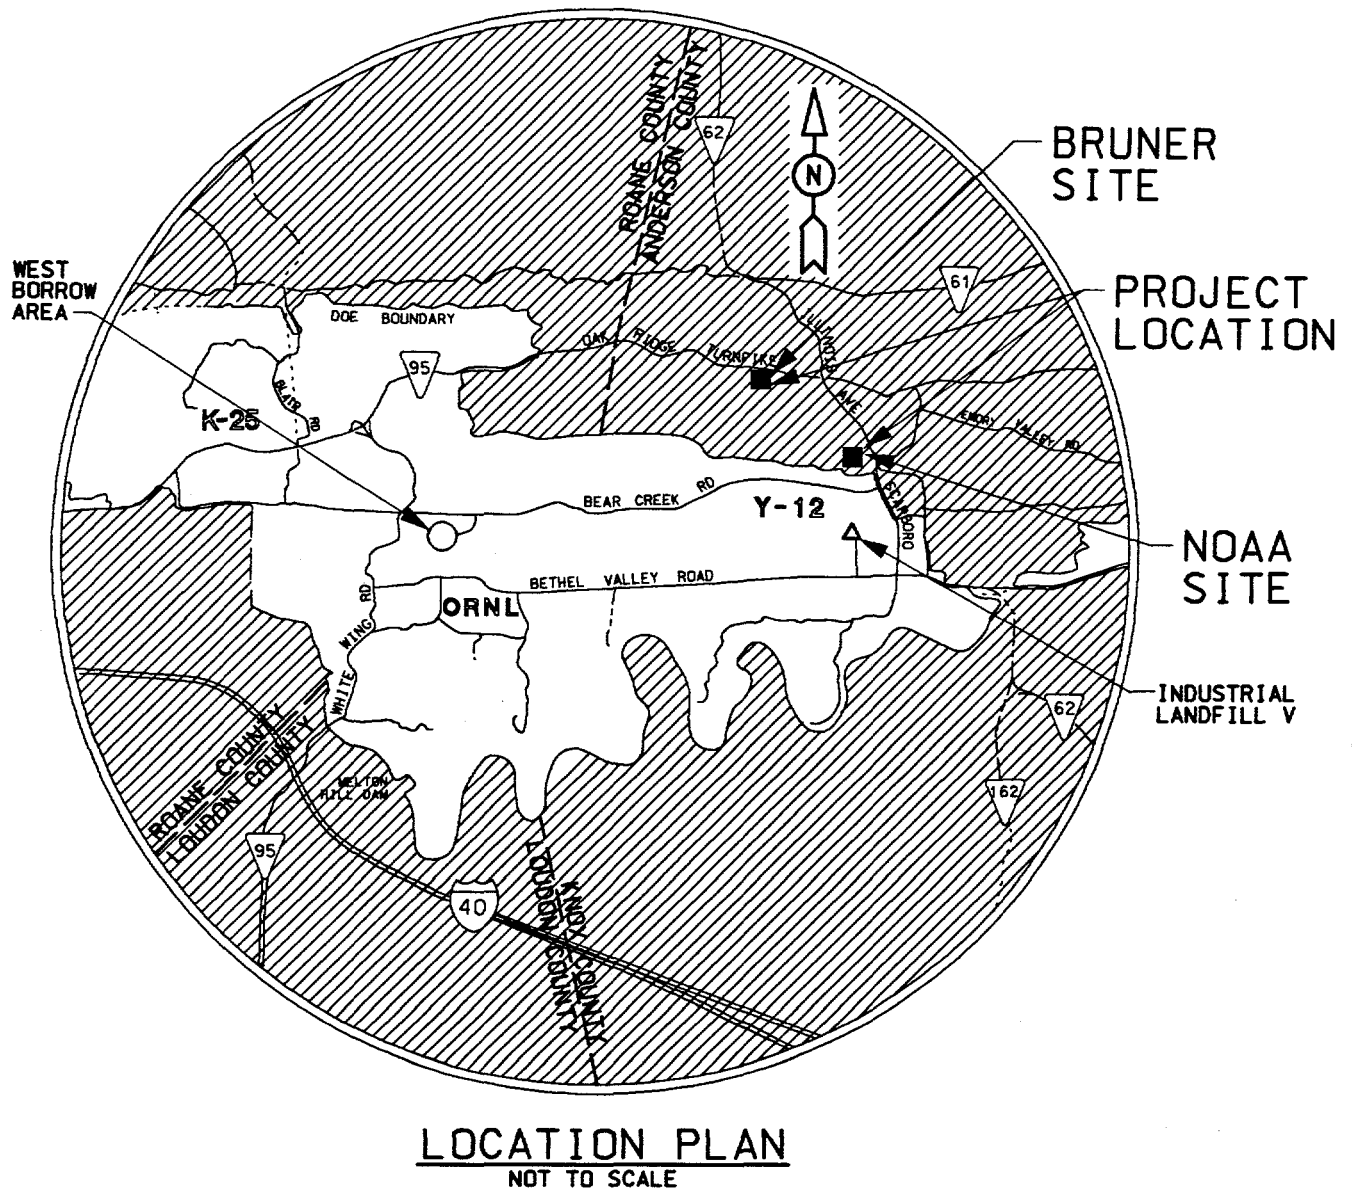 ROANE COUNTY
ANDERSON COUNTY
62
N
BRUNER
SITE
WEST
BORROW
AREA
61
PROJECT
LOCATION
DOE BOUNDARY
ILLINOIS AVE
OAK RIDGE TURNPIKE
95
BLAIR RD
K-25
EMORY VALLEY RD
BEAR CREEK RD
Y-12
SCARBORO
NOAA
SITE
BETHEL VALLEY ROAD
ORNL
WHITE WING RD
INDUSTRIAL
LANDFILL V
62
ROANE COUNTY
LOUDON COUNTY
MELTON
HILL DAM
162
95
40
KNOX COUNTY
LOUDON COUNTY
LOCATION PLAN
NOT TO SCALE